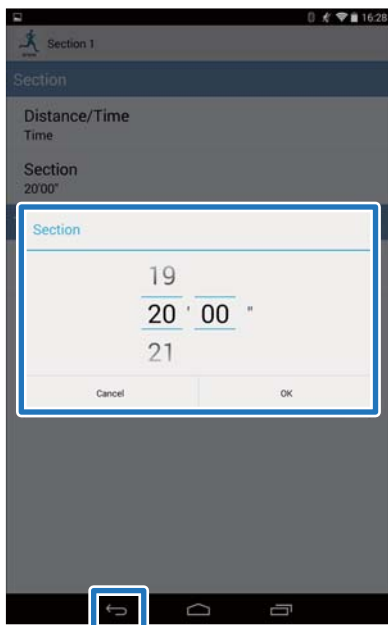 16:28
Section 1
Section
Distance/Time
Time
Section
20'00"
Section
19
20 ' 00 "
21
Cancel
OK